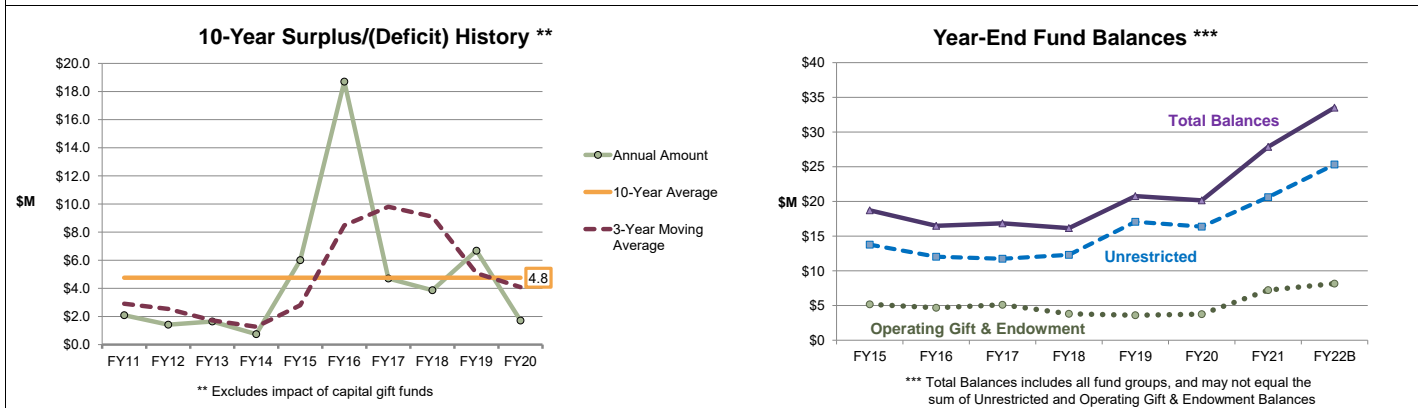 10-Year Surplus/(Deficit) History **
$20.0
$18.0
$16.0
$14.0
$12.0
$10.0
$8.0
$6.0
$4.0
$2.0
$0.0
$M
FY11 FY12 FY13 FY14 FY15 FY16 FY17 FY18 FY19 FY20
4.8
Annual Amount
10-Year Average
3-Year Moving
Average
** Excludes impact of capital gift funds
Year-End Fund Balances ***
$40
$35
$30
$25
$20
$15
$10
$5
$0
$M
Total Balances
Unrestricted
Operating Gift & Endowment
FY15 FY16 FY17 FY18 FY19 FY20 FY21 FY22B
*** Total Balances includes all fund groups, and may not equal the
sum of Unrestricted and Operating Gift & Endowment Balances